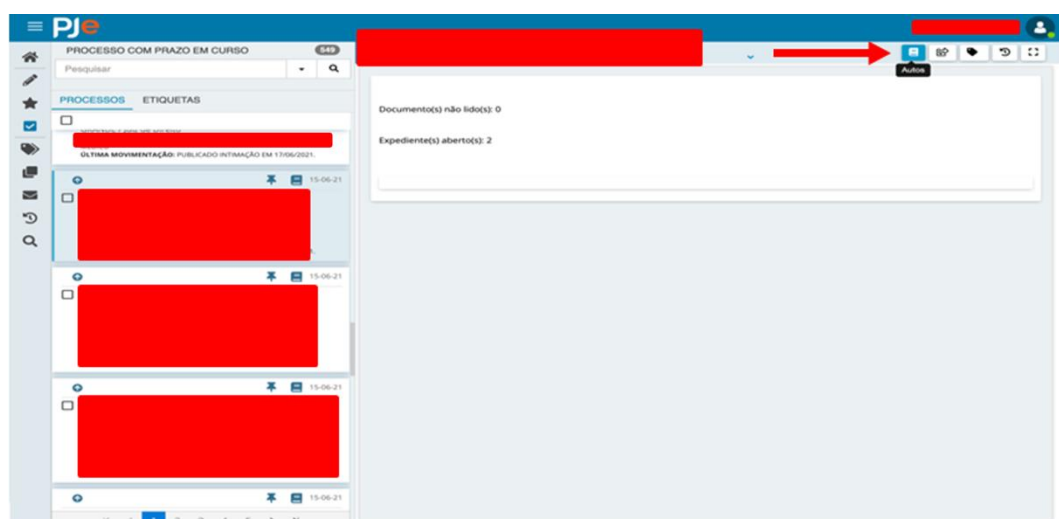 PJe
PROCESSO COM PRAZO EM CURSO 549
Pesquisar
Autos
PROCESSOS ETIQUETAS
Documento(s) não lido(s): 0
Expediente(s) aberto(s): 2
ÚLTIMA MOVIMENTAÇÃO: PUBLICADO INTIMAÇÃO EM 17/06/2021.
15-06-21
15-06-21
15-06-21
15-06-21